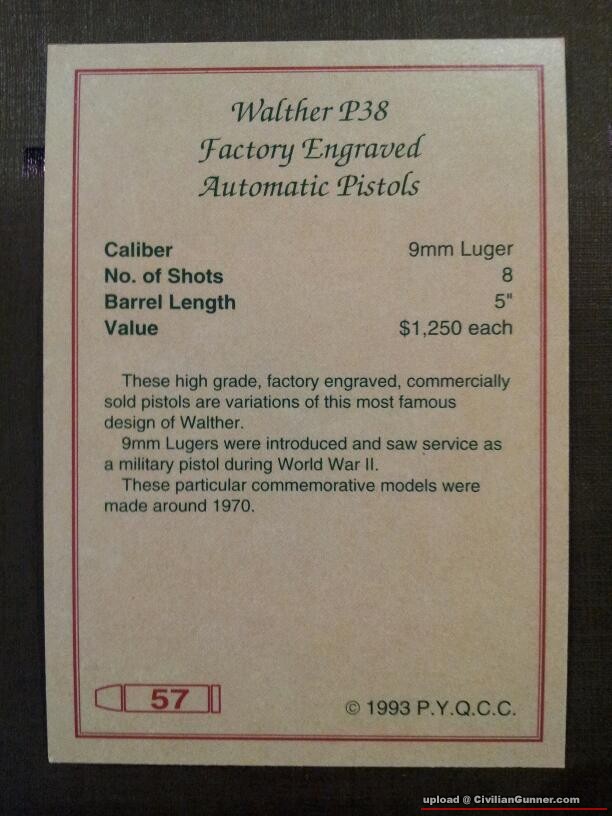 Walther P38
Factory Engraved
Automatic Pistols
Caliber 9mm Luger
No. of Shots 8
Barrel Length 5"
Value $1,250 each
These high grade, factory engraved, commercially
sold pistols are variations of this most famous
design of Walther.
9mm Lugers were introduced and saw service as
a military pistol during World War II.
These particular commemorative models were
made around 1970.
57
© 1993 P.Y.Q.C.C.
upload @ CivilianGunner.com